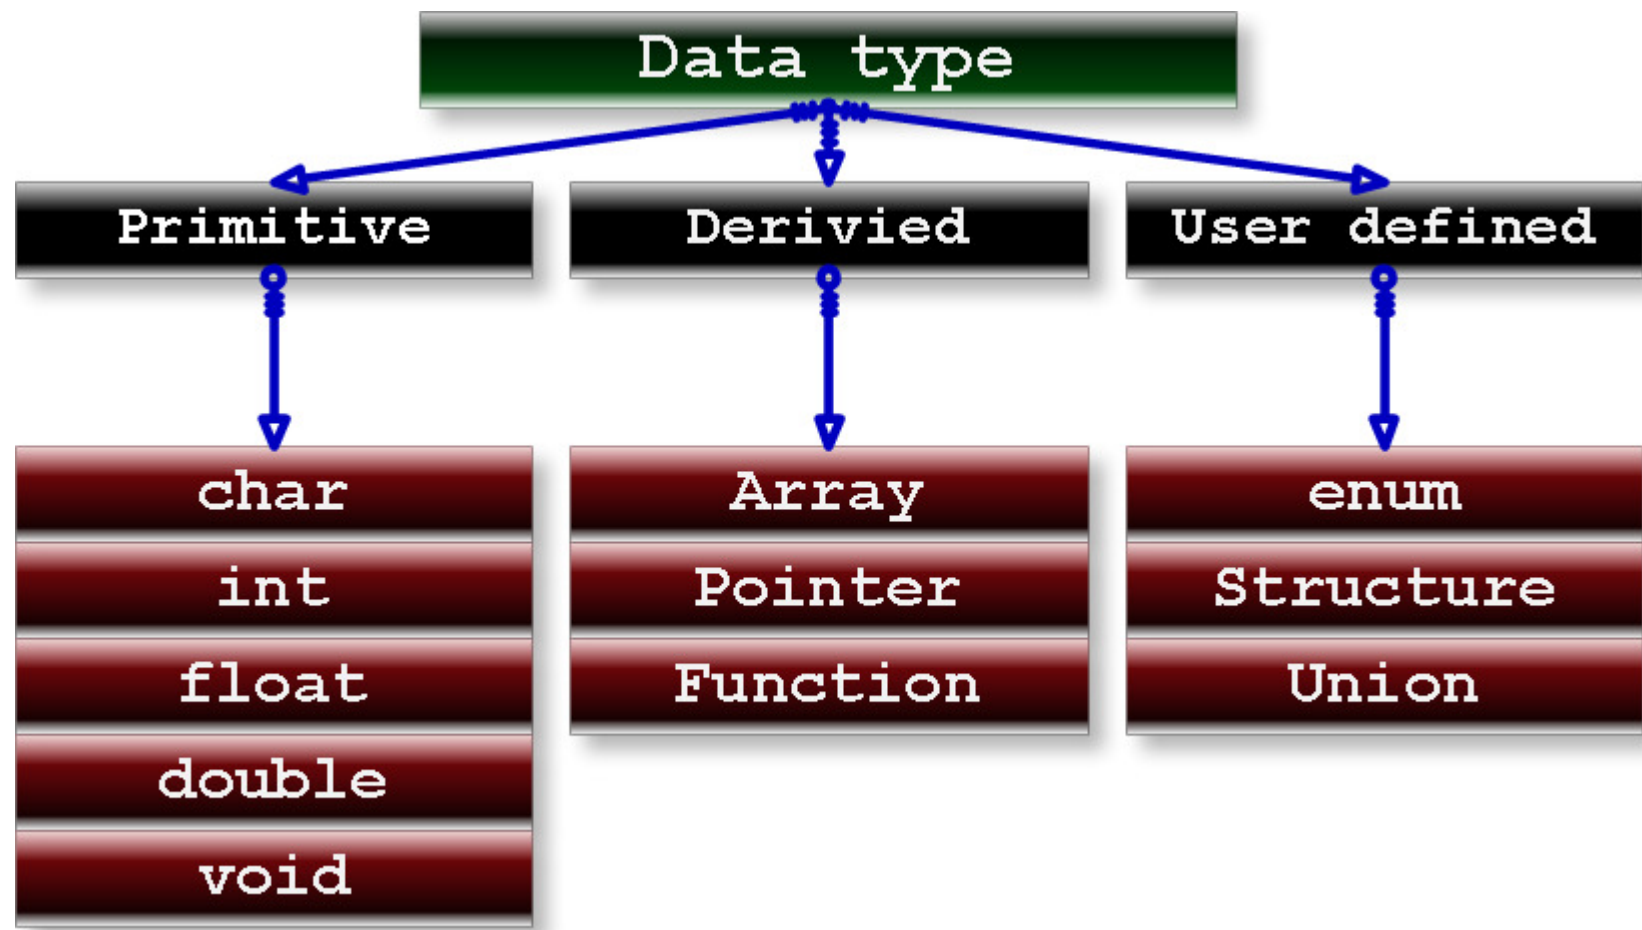 Data type
Primitive
Derivied
User defined
char
int
float
double
void
Array
Pointer
Function
enum
Structure
Union